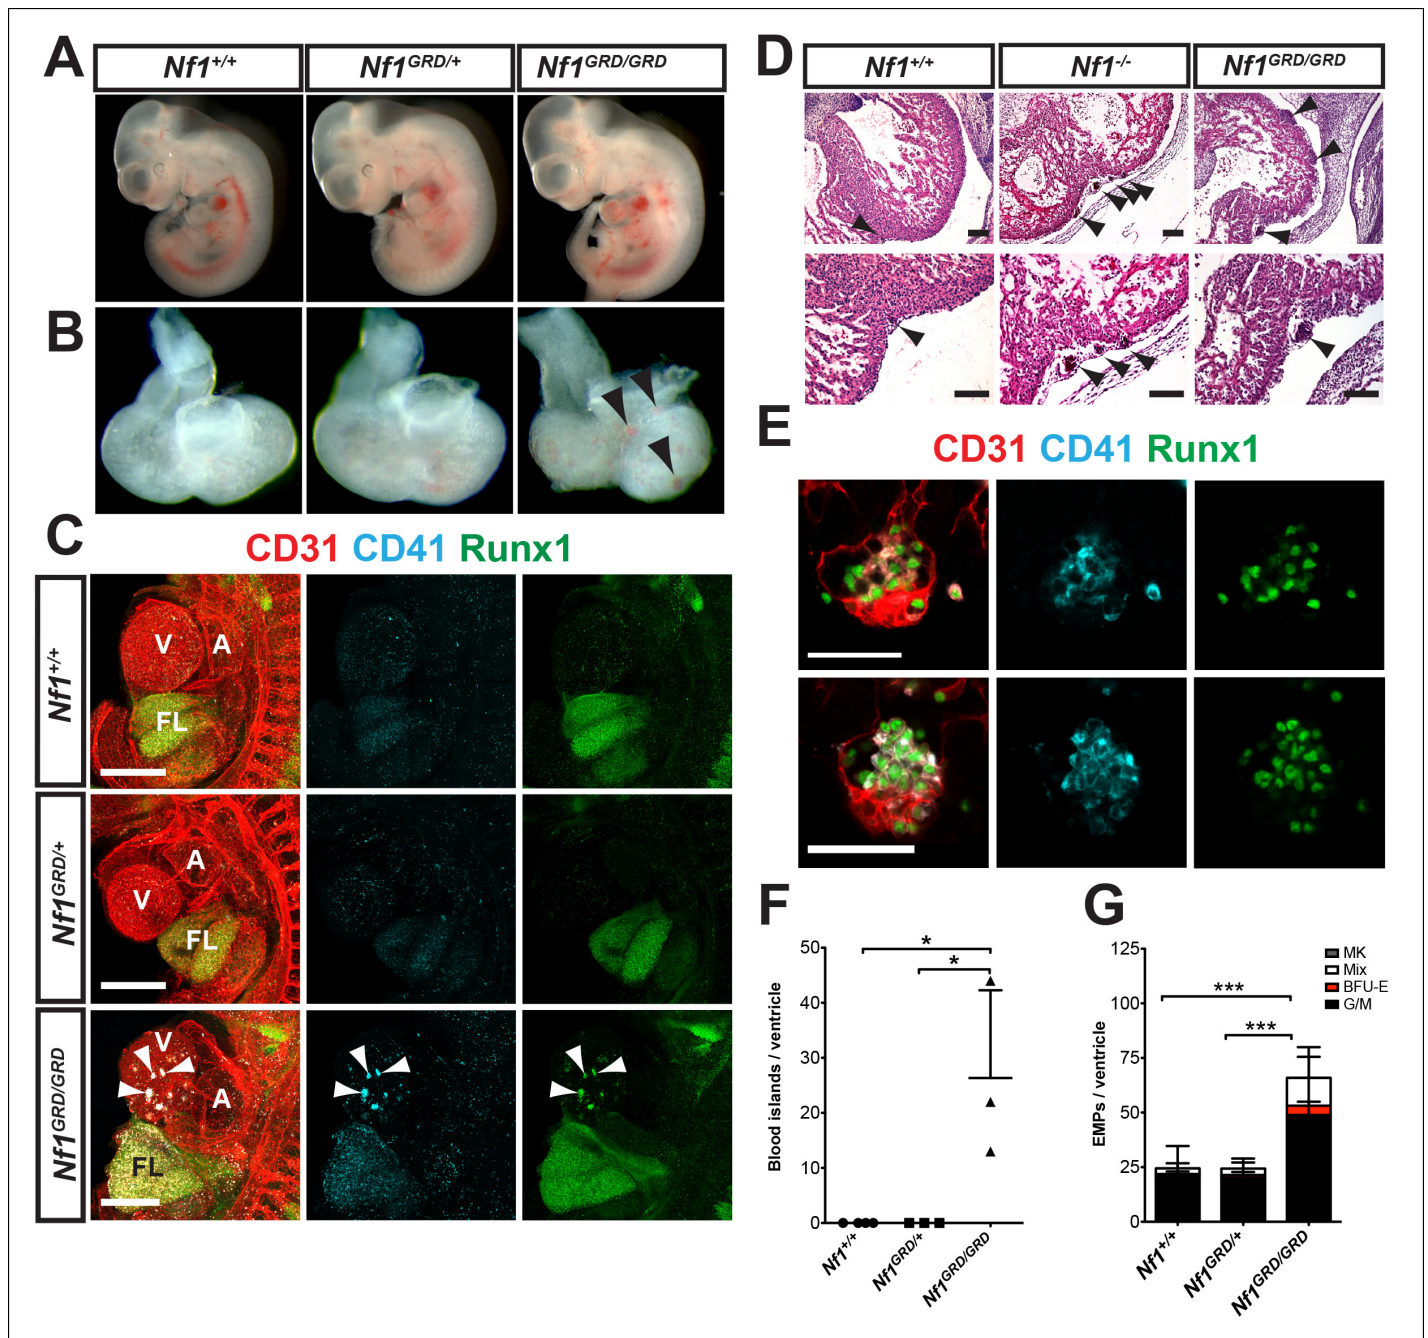 A
Nf1+/+
Nf1GRD/+
Nf1GRD/GRD
B
C
CD31 CD41 Runx1
Nf1+/+
V
A
FL
Nf1GRD/+
A
V
FL
Nf1GRD/GRD
V
A
FL
D
Nf1+/+
Nf1-/-
Nf1GRD/GRD
E
CD31 CD41 Runx1
F
Blood islands / ventricle
50
40
30
20
10
0
*
*
Nf1+/+
Nf1GRD/+
Nf1GRD/GRD
G
EMPs / ventricle
125
100
75
50
25
0
***
***
MK
Mix
BFU-E
G/M
Nf1+/+
Nf1GRD/+
Nf1GRD/GRD